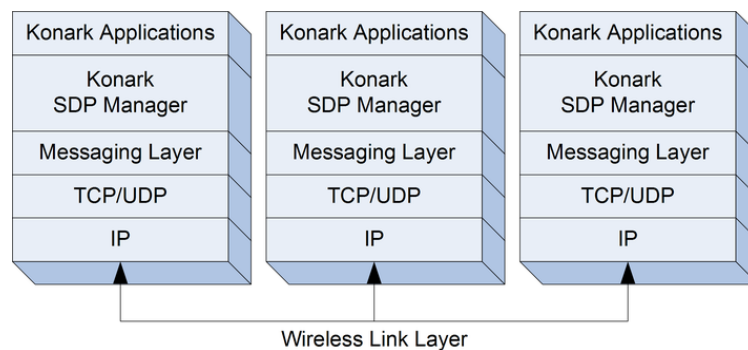 Konark Applications
Konark
SDP Manager
Messaging Layer
TCP/UDP
IP
Konark Applications
Konark
SDP Manager
Messaging Layer
TCP/UDP
IP
Konark Applications
Konark
SDP Manager
Messaging Layer
TCP/UDP
IP
Wireless Link Layer